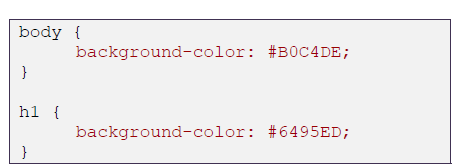 body {
background-color: #B0C4DE;
}
h1 {
background-color: #6495ED;
}